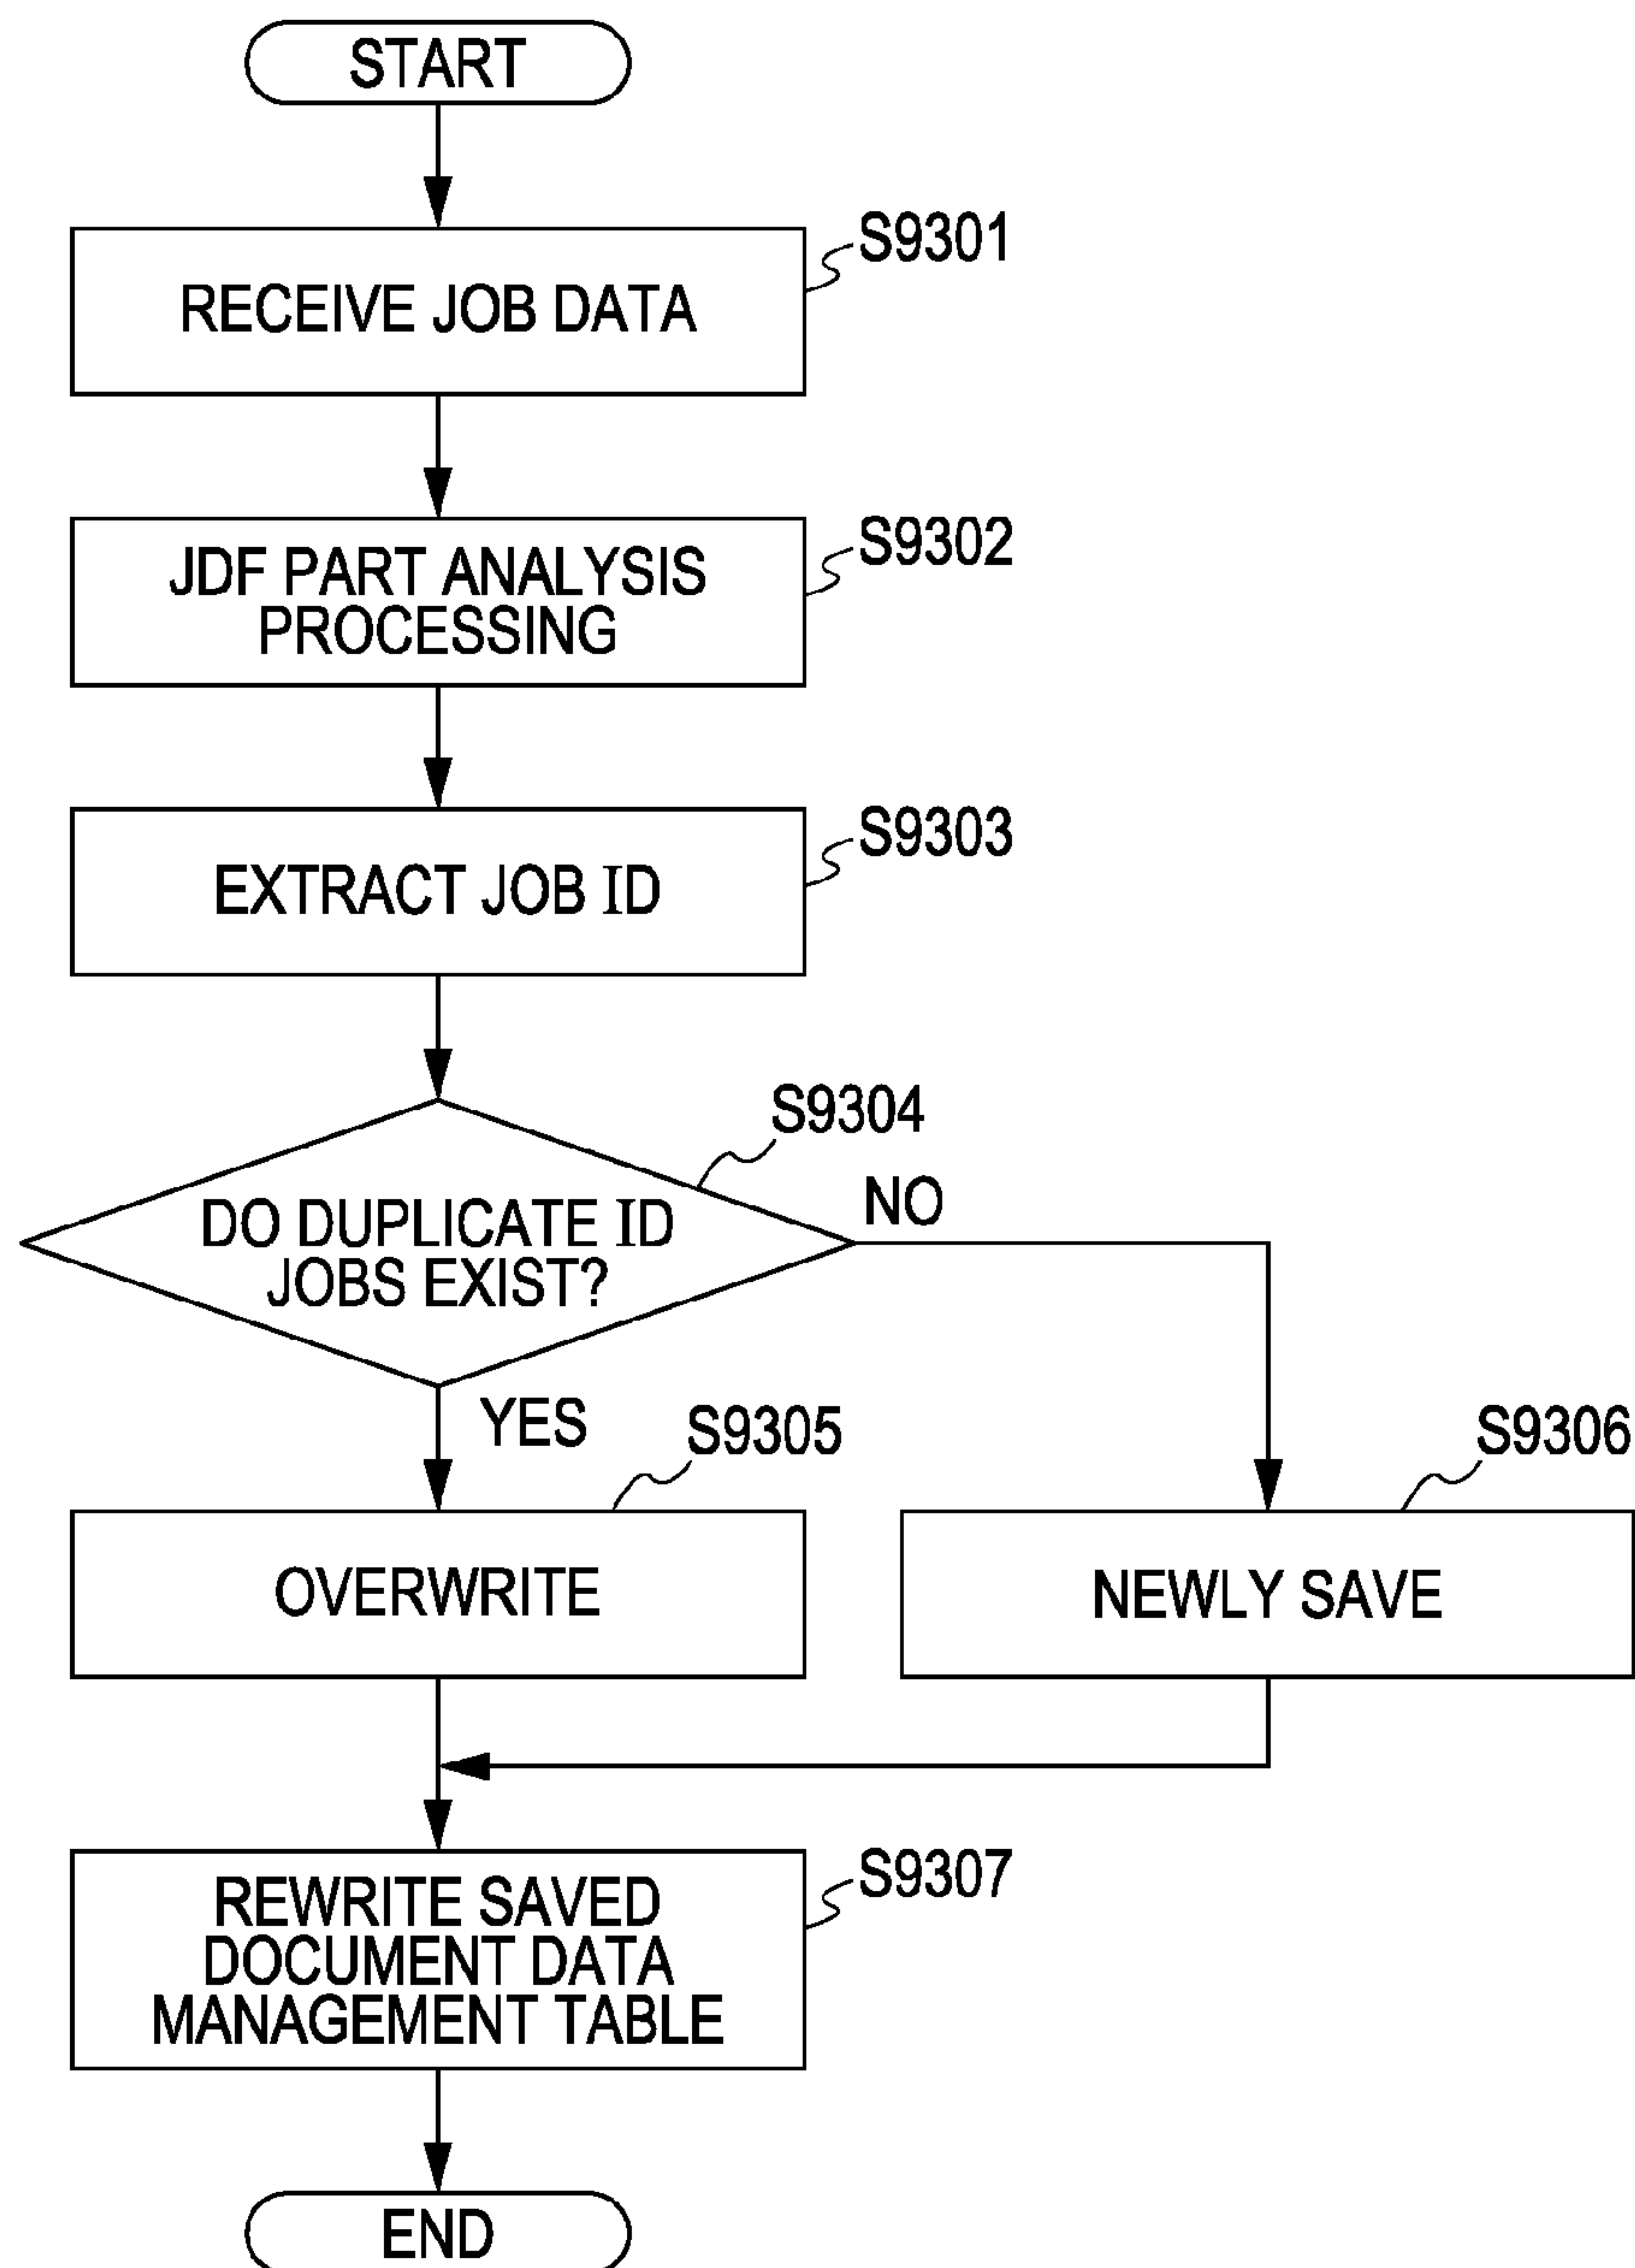 START
RECEIVE JOB DATA
S9301
JDF PART ANALYSIS
PROCESSING
S9302
EXTRACT JOB ID
S9303
S9304
DO DUPLICATE ID
JOBS EXIST?
NO
YES
S9305
OVERWRITE
S9306
NEWLY SAVE
S9307
REWRITE SAVED
DOCUMENT DATA
MANAGEMENT TABLE
END